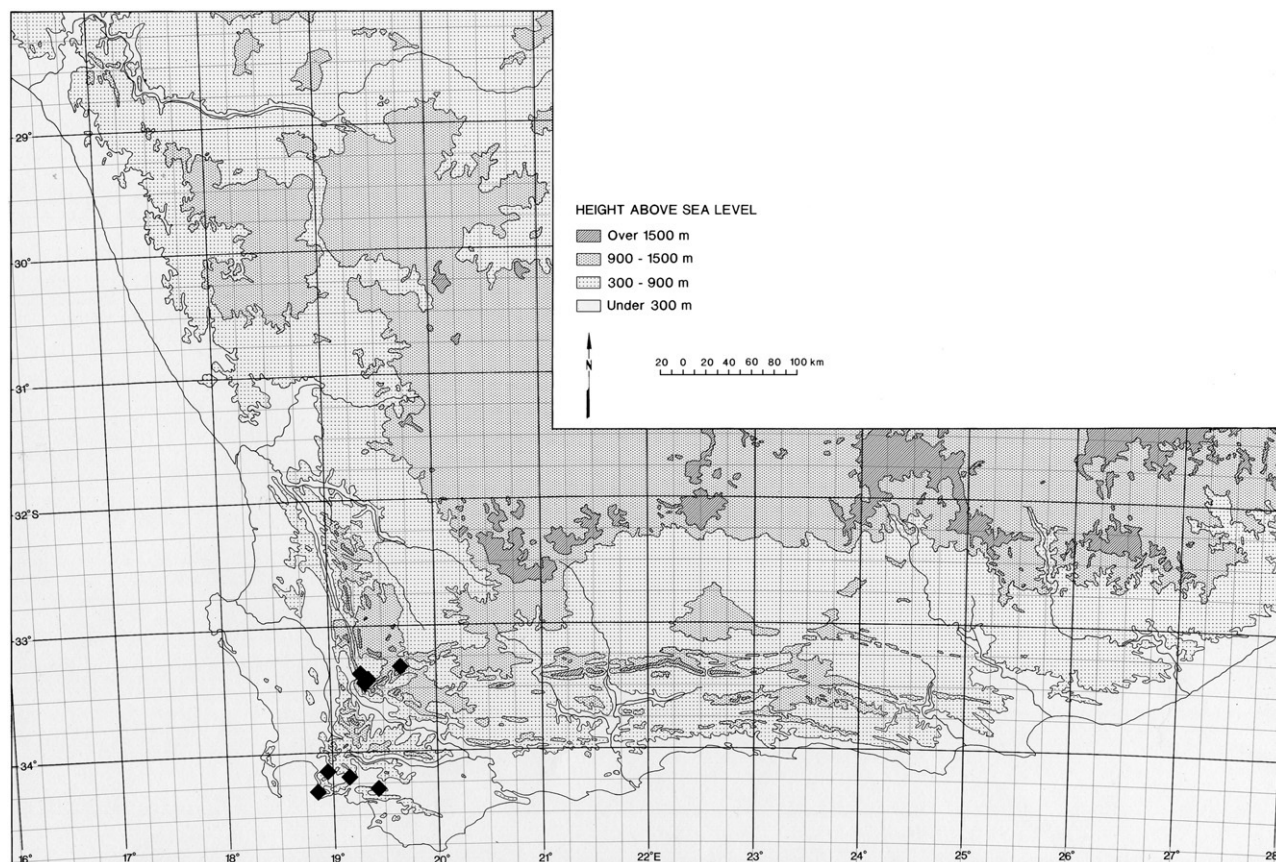 29°
30°
31°
32°S
33°
34°
HEIGHT ABOVE SEA LEVEL
Over 1500 m
900 - 1500 m
300 - 900 m
Under 300 m
N
20 0 20 40 60 80 100 km
16° 17° 18° 19° 20° 21° 22°E 23° 24° 25° 26° 27° 28